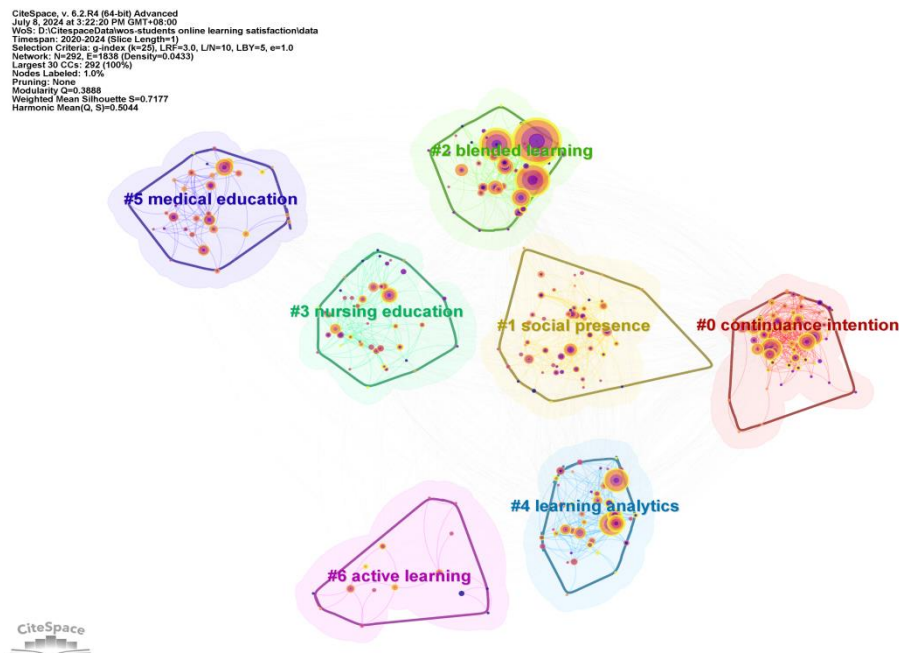 CiteSpace, v. 6.2.R4 (64-bit) Advanced
July 8, 2024 at 3:22:20 PM GMT+08:00
WoS: D:\CitespaceData\wos-students online learning satisfaction\data
Timespan: 2020-2024 (Slice Length=1)
Selection Criteria: g-index (k=25), LRF=3.0, L/N=10, LBY=5, e=1.0
Network: N=292, E=1838 (Density=0.0433)
Largest 30 CCs: 292 (100%)
Nodes Labeled: 1.0%
Pruning: None
Modularity Q=0.3888
Weighted Mean Silhouette S=0.7177
Harmonic Mean(Q, S)=0.5044
#2 blended learning
#5 medical education
#3 nursing education
#1 social presence
#0 continuance intention
#4 learning analytics
#6 active learning
CiteSpace